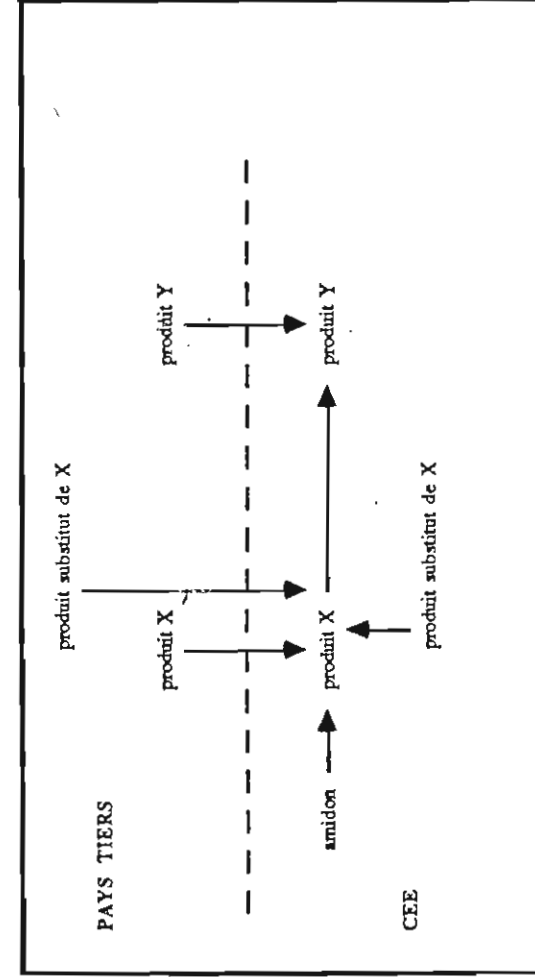 produit substitut de X
PAYS TIERS
produit X
produit Y
amidon
produit X
produit Y
CEE
produit substitut de X